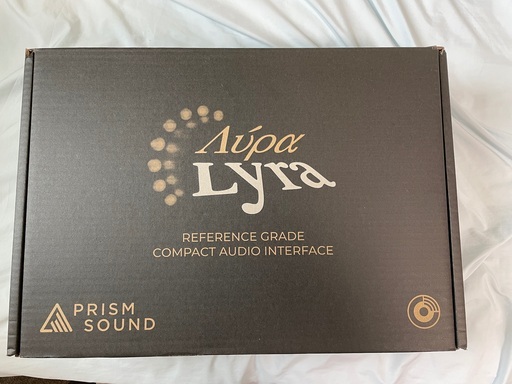 Λύρα
Lyra
REFERENCE GRADE
COMPACT AUDIO INTERFACE
PRISM
SOUND